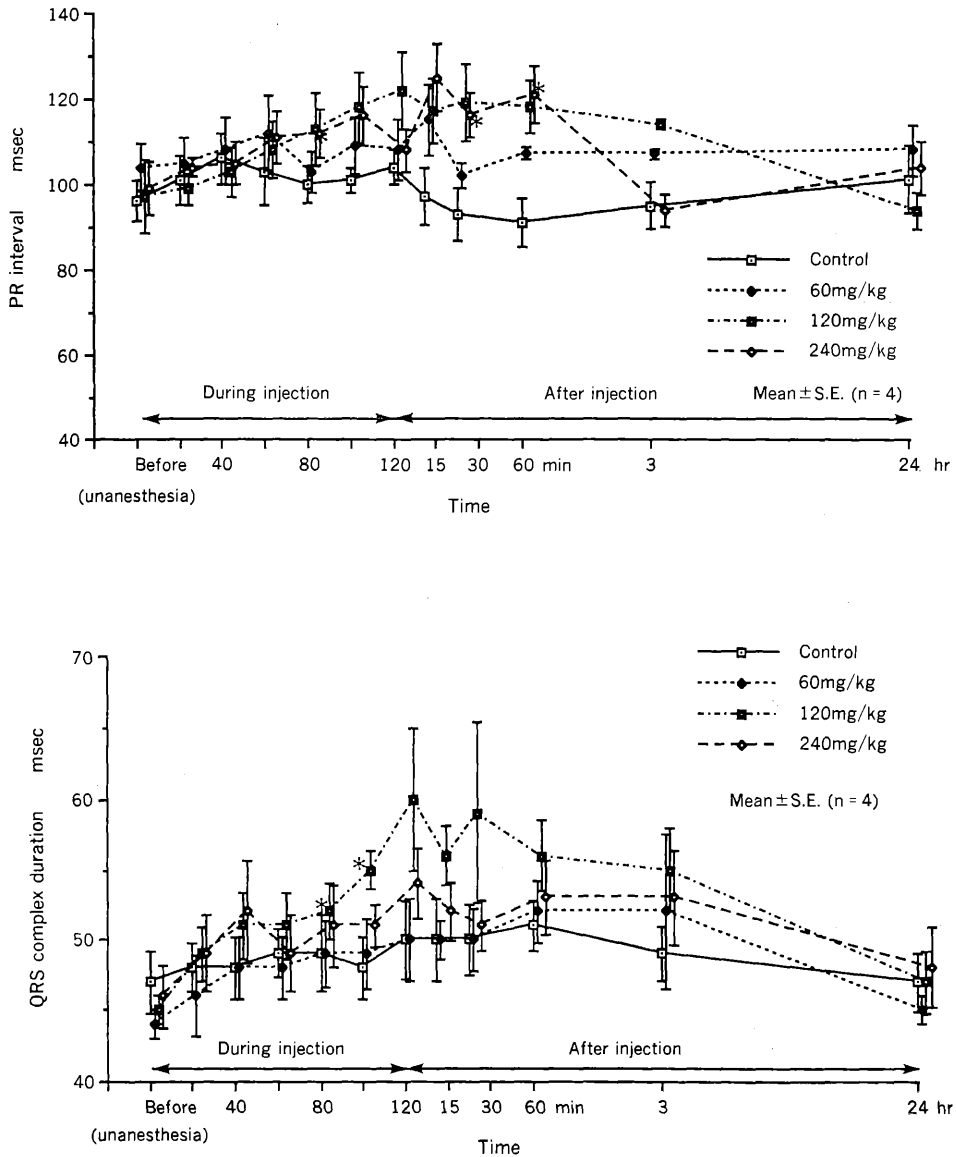 140
120
100
80
60
40
PR interval msec
Control
60mg/kg
120mg/kg
240mg/kg
During injection
After injection
Mean ± S.E. (n = 4)
*
*
*
Before 40 80 120 15 30 60 min 3 24 hr
(unanesthesia)
Time
70
60
50
40
QRS complex duration msec
Control
60mg/kg
120mg/kg
240mg/kg
Mean ± S.E. (n = 4)
*
*
During injection
After injection
Before 40 80 120 15 30 60 min 3 24 hr
(unanesthesia)
Time